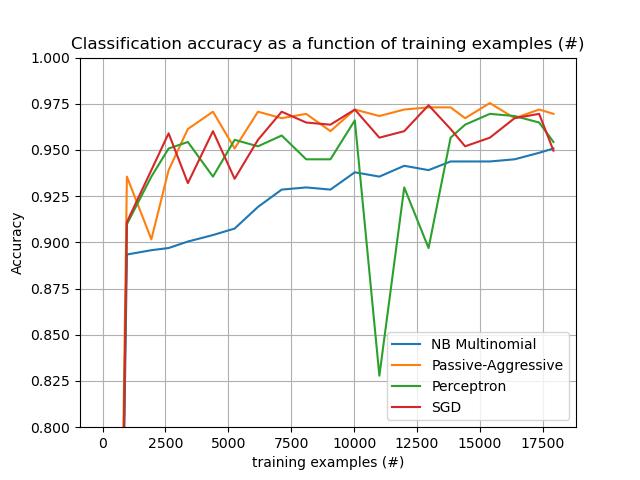 Classification accuracy as a function of training examples (#)
1.000
0.975
0.950
0.925
0.900
0.875
0.850
0.825
0.800
Accuracy
NB Multinomial
Passive-Aggressive
Perceptron
SGD
0 2500 5000 7500 10000 12500 15000 17500
training examples (#)